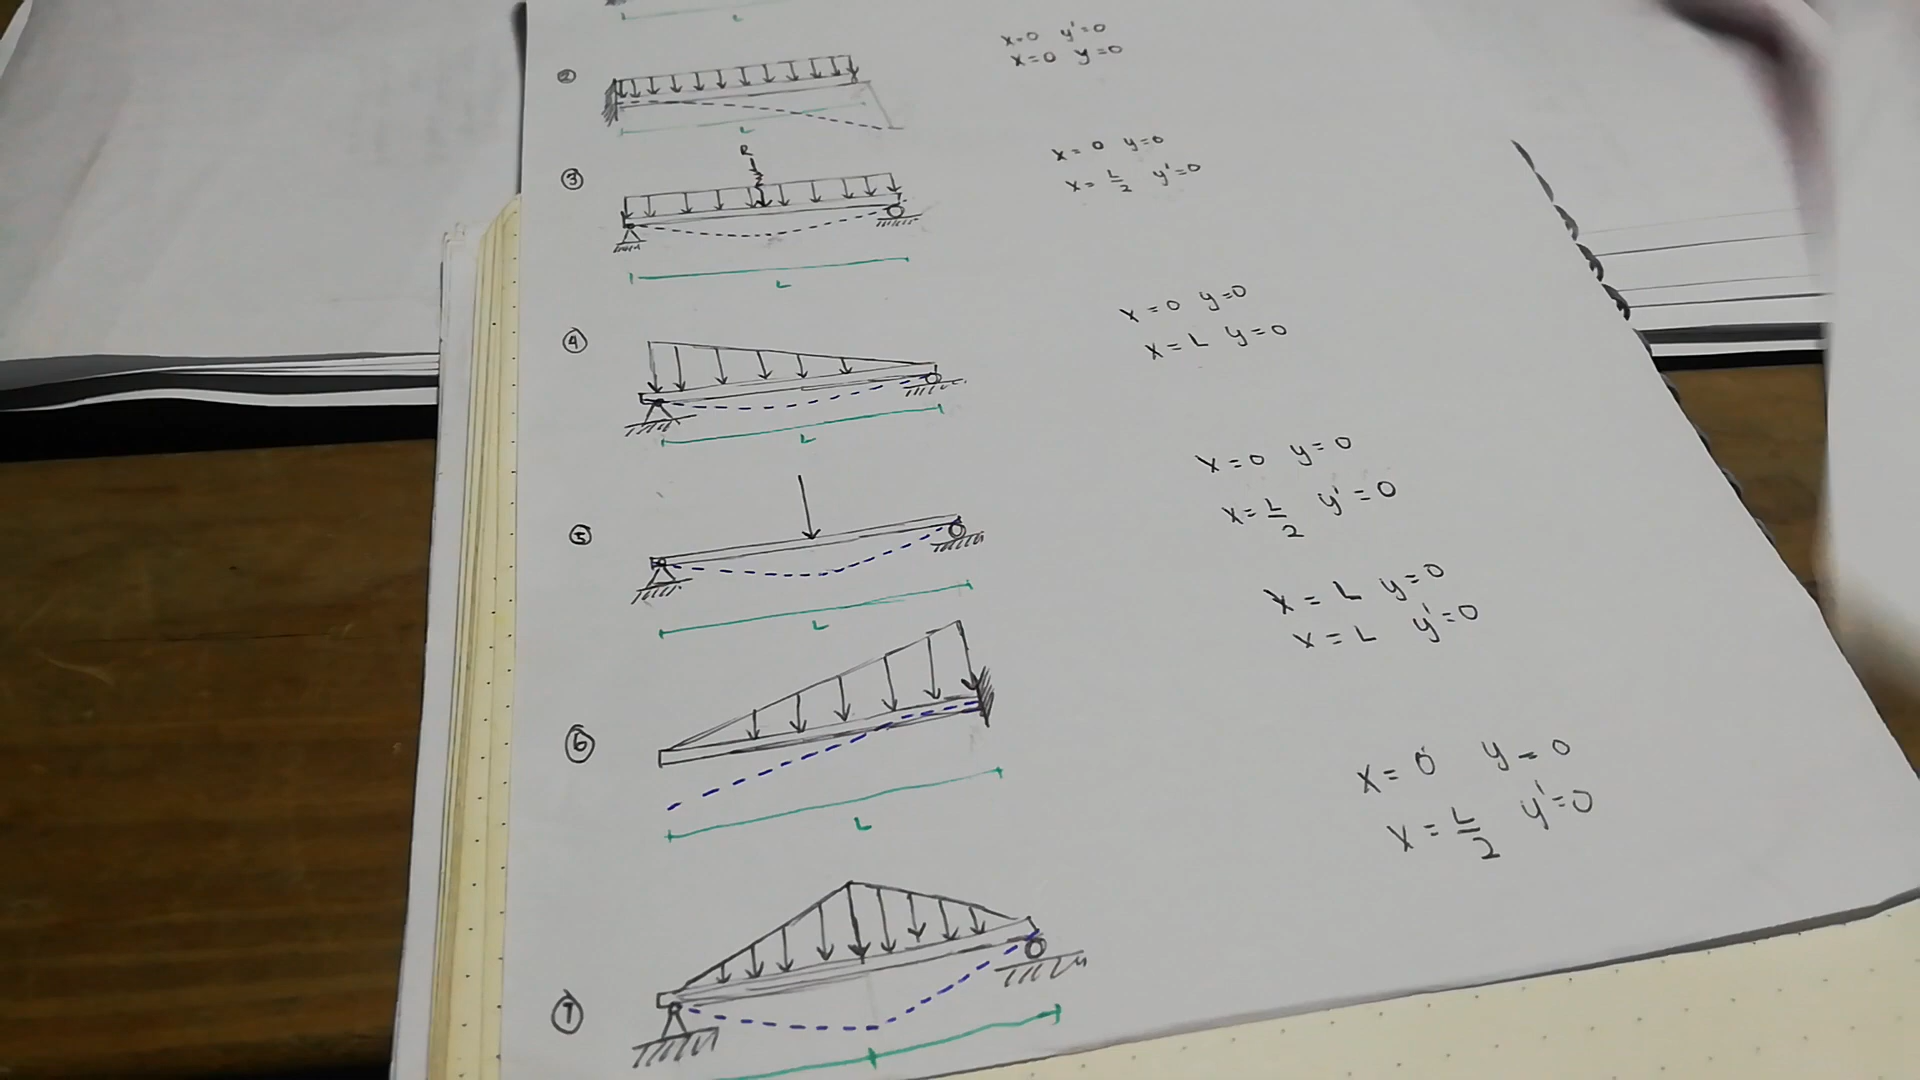 L
②
x=0 y'=0
x=0 y=0
L
③
R
x=0 y=0
x=L/2 y'=0
L
④
x=0 y=0
x=L y=0
L
⑤
x=0 y=0
x=L/2 y'=0
L
⑥
x=L y=0
x=L y'=0
L
⑦
x=0 y=0
x=L/2 y'=0